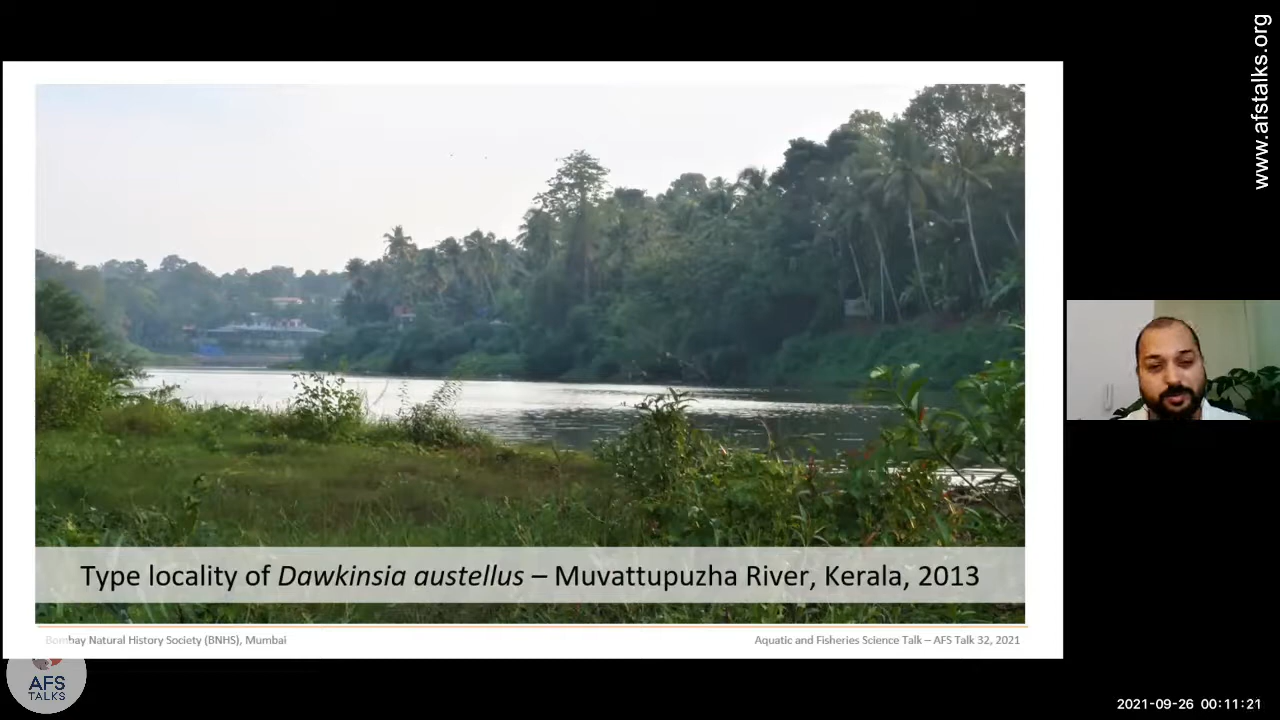 www.afstalks.org
Type locality of Dawkinsia austellus – Muvattupuzha River, Kerala, 2013
Bombay Natural History Society (BNHS), Mumbai
Aquatic and Fisheries Science Talk – AFS Talk 32, 2021
AFS
TALKS
2021-09-26 00:11:21